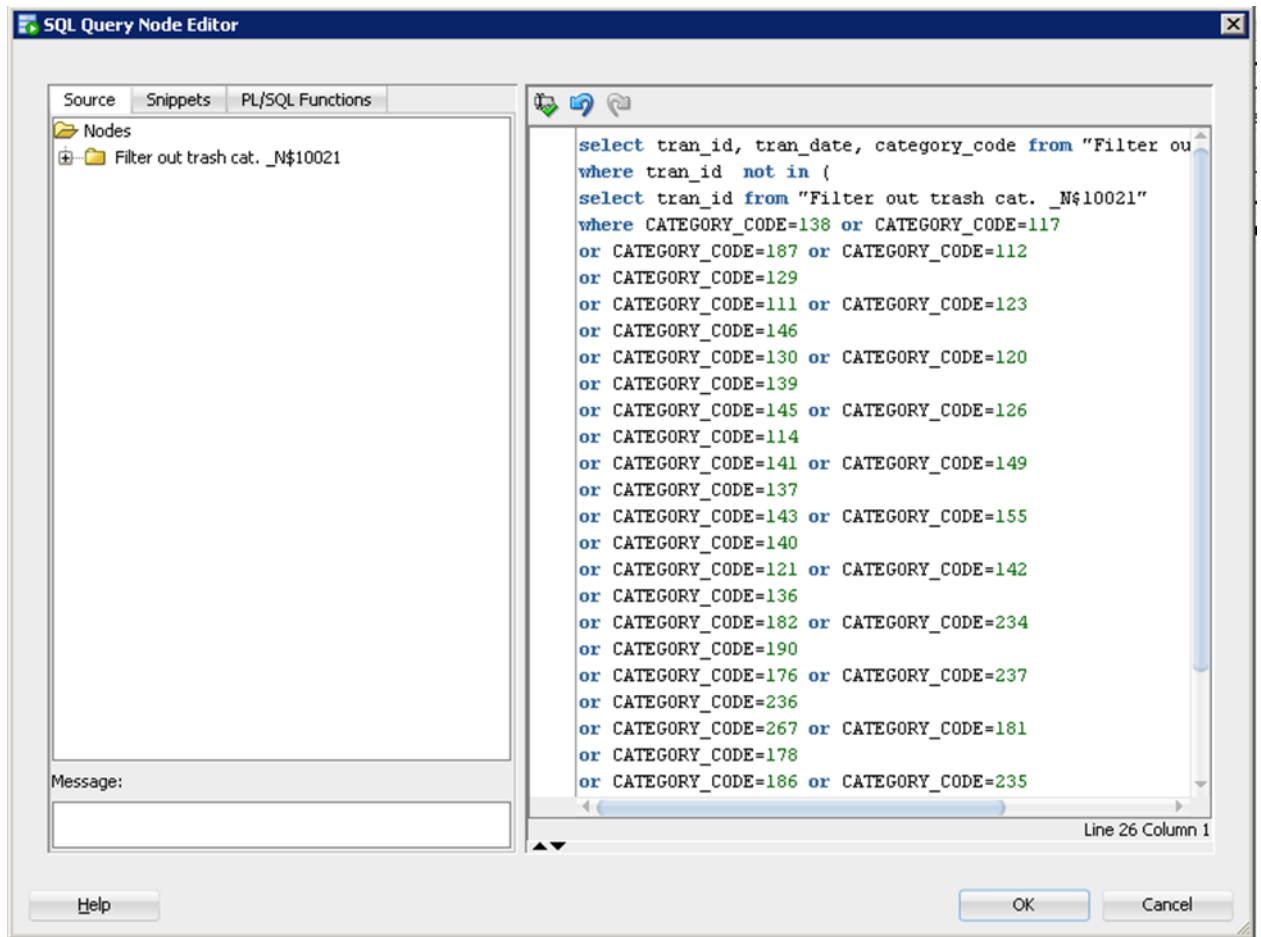 SQL Query Node Editor
Source Snippets PL/SQL Functions
Nodes
Filter out trash cat. _N$10021
select tran_id, tran_date, category_code from "Filter ou
where tran_id  not in (
select tran_id from "Filter out trash cat. _N$10021"
where CATEGORY_CODE=138 or CATEGORY_CODE=117
or CATEGORY_CODE=187 or CATEGORY_CODE=112
or CATEGORY_CODE=129
or CATEGORY_CODE=111 or CATEGORY_CODE=123
or CATEGORY_CODE=146
or CATEGORY_CODE=130 or CATEGORY_CODE=120
or CATEGORY_CODE=139
or CATEGORY_CODE=145 or CATEGORY_CODE=126
or CATEGORY_CODE=114
or CATEGORY_CODE=141 or CATEGORY_CODE=149
or CATEGORY_CODE=137
or CATEGORY_CODE=143 or CATEGORY_CODE=155
or CATEGORY_CODE=140
or CATEGORY_CODE=121 or CATEGORY_CODE=142
or CATEGORY_CODE=136
or CATEGORY_CODE=182 or CATEGORY_CODE=234
or CATEGORY_CODE=190
or CATEGORY_CODE=176 or CATEGORY_CODE=237
or CATEGORY_CODE=236
or CATEGORY_CODE=267 or CATEGORY_CODE=181
or CATEGORY_CODE=178
or CATEGORY_CODE=186 or CATEGORY_CODE=235
Message:
Line 26 Column 1
Help OK Cancel